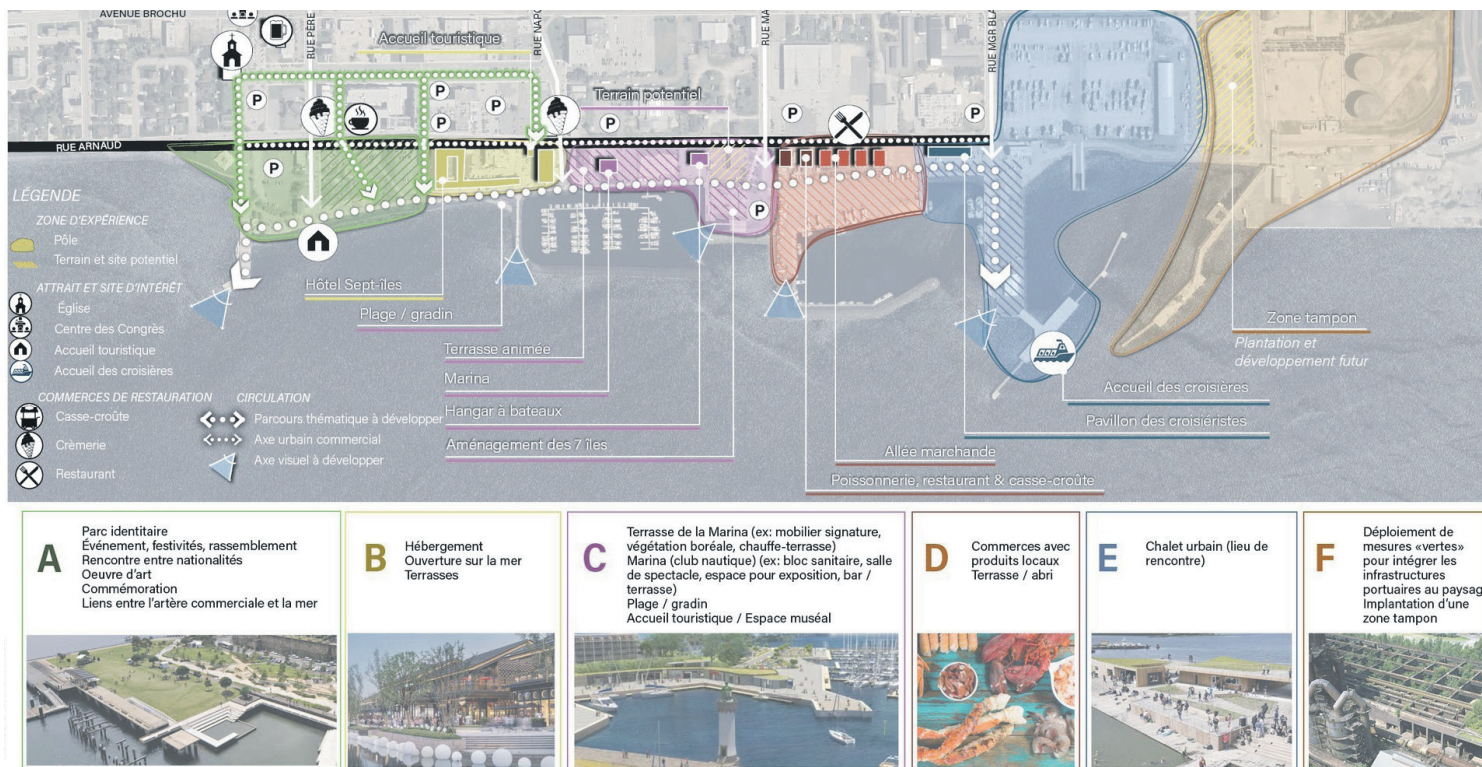 AVENUE BROCHU
RUE PÈRE
Accueil touristique
RUE NAPO
RUE MA
RUE MGR BLA
P
P
P
P
P
P
P
P
Terrain potentiel
RUE ARNAUD
P
P
LÉGENDE
ZONE D'EXPÉRIENCE
Pôle
Terrain et site potentiel
ATTRAIT ET SITE D'INTÉRÊT
Église
Centre des Congrès
Accueil touristique
Accueil des croisières
COMMERCES DE RESTAURATION
Casse-croûte
Crèmerie
Restaurant
CIRCULATION
Parcours thématique à développer
Axe urbain commercial
Axe visuel à développer
Hôtel Sept-îles
Plage / gradin
Terrasse animée
Marina
Hangar à bateaux
Aménagement des 7 îles
Zone tampon
Plantation et
développement futur
Accueil des croisières
Pavillon des croisiéristes
Allée marchande
Poissonnerie, restaurant & casse-croûte
A
Parc identitaire
Événement, festivités, rassemblement
Rencontre entre nationalités
Oeuvre d'art
Commémoration
Liens entre l'artère commerciale et la mer
B
Hébergement
Ouverture sur la mer
Terrasses
C
Terrasse de la Marina (ex: mobilier signature,
végétation boréale, chauffe-terrasse)
Marina (club nautique) (ex: bloc sanitaire, salle
de spectacle, espace pour exposition, bar /
terrasse)
Plage / gradin
Accueil touristique / Espace muséal
D
Commerces avec
produits locaux
Terrasse / abri
E
Chalet urbain (lieu de
rencontre)
F
Déploiement de
mesures «vertes»
pour intégrer les
infrastructures
portuaires au paysag
Implantation d'une
zone tampon